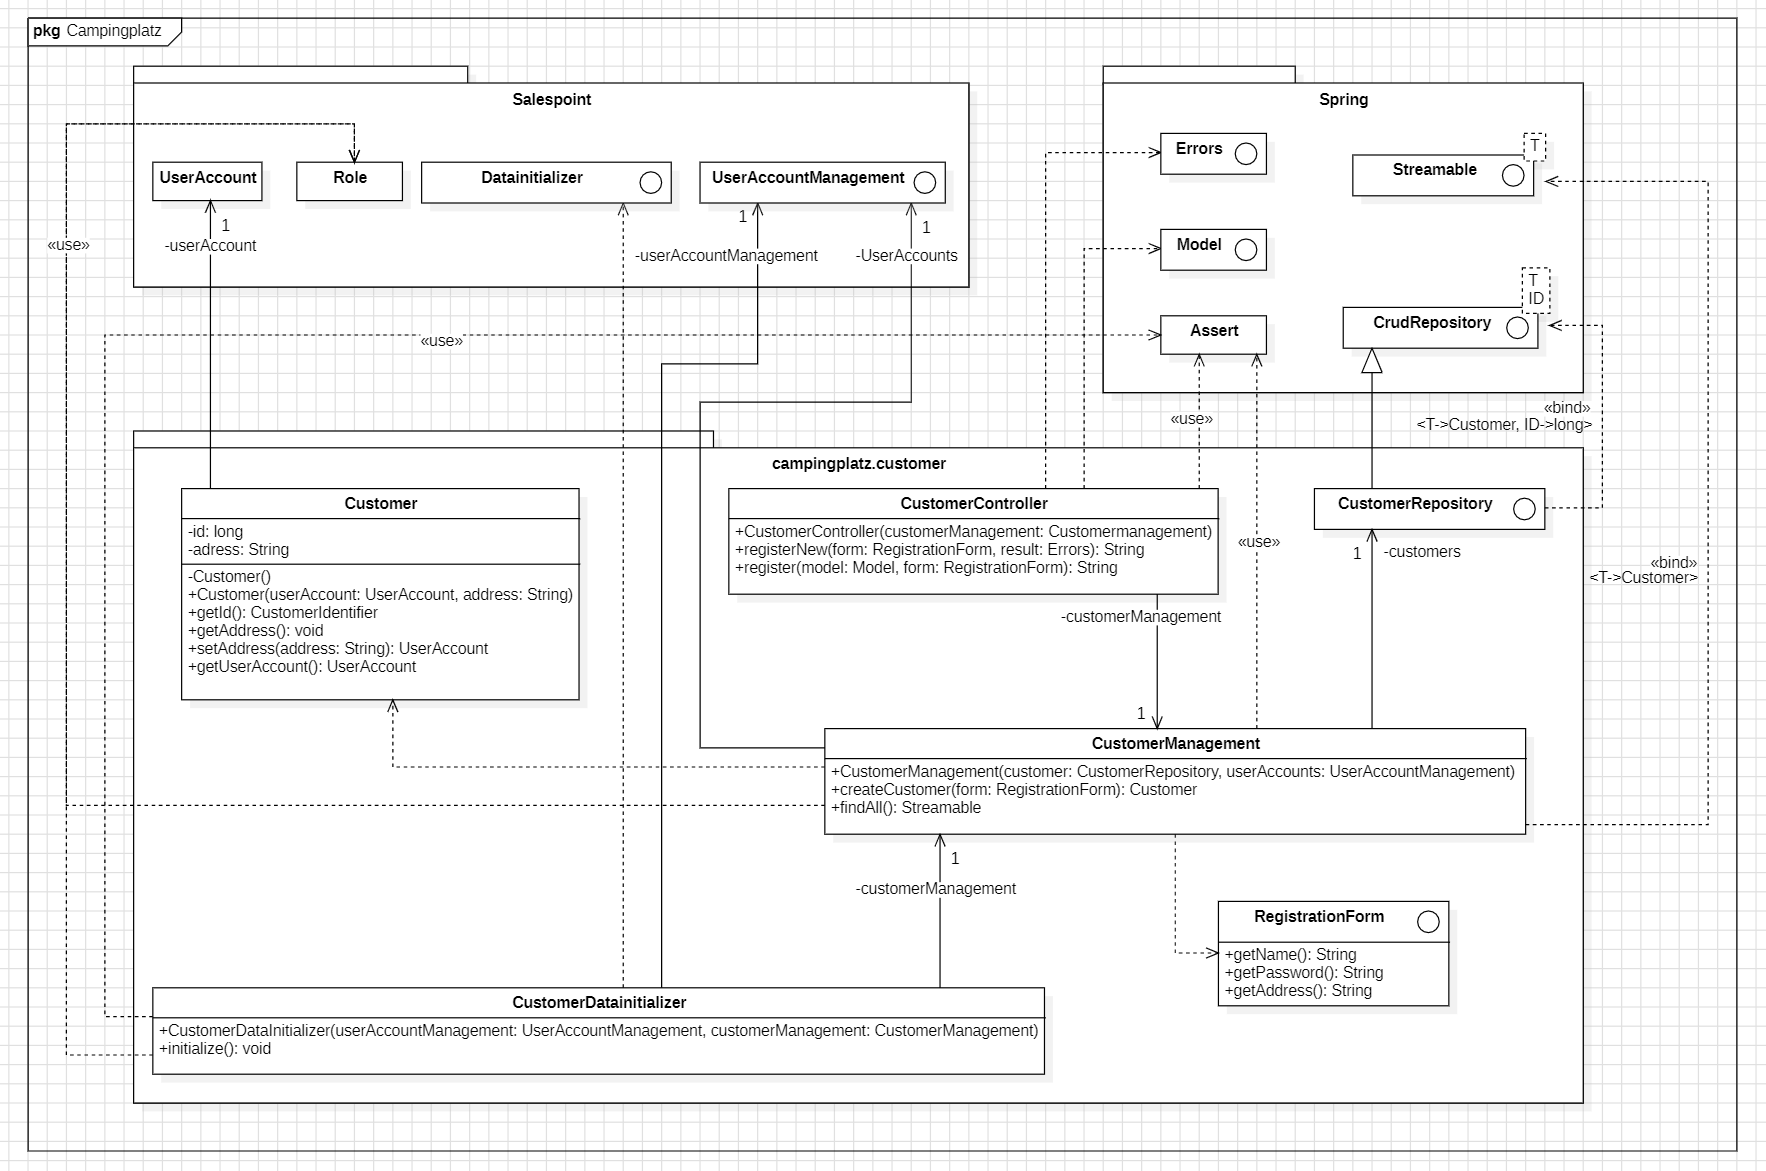 pkg Campingplatz
Salespoint
Spring
UserAccount
Role
Datainitializer
UserAccountManagement
Errors
Streamable
T
Model
Assert
CrudRepository
T
ID
1
-userAccount
1
-userAccountManagement
1
-UserAccounts
«use»
«use»
«use»
«bind»
<T->Customer, ID->long>
campingplatz.customer
Customer
-id: long
-adress: String
-Customer()
+Customer(userAccount: UserAccount, address: String)
+getId(): CustomerIdentifier
+getAddress(): void
+setAddress(address: String): UserAccount
+getUserAccount(): UserAccount
CustomerController
+CustomerController(customerManagement: Customermanagement)
+registerNew(form: RegistrationForm, result: Errors): String
+register(model: Model, form: RegistrationForm): String
CustomerRepository
«use»
1
-customers
«bind»
<T->Customer>
-customerManagement
1
CustomerManagement
+CustomerManagement(customer: CustomerRepository, userAccounts: UserAccountManagement)
+createCustomer(form: RegistrationForm): Customer
+findAll(): Streamable
1
-customerManagement
RegistrationForm
+getName(): String
+getPassword(): String
+getAddress(): String
CustomerDatainitializer
+CustomerDataInitializer(userAccountManagement: UserAccountManagement, customerManagement: CustomerManagement)
+initialize(): void